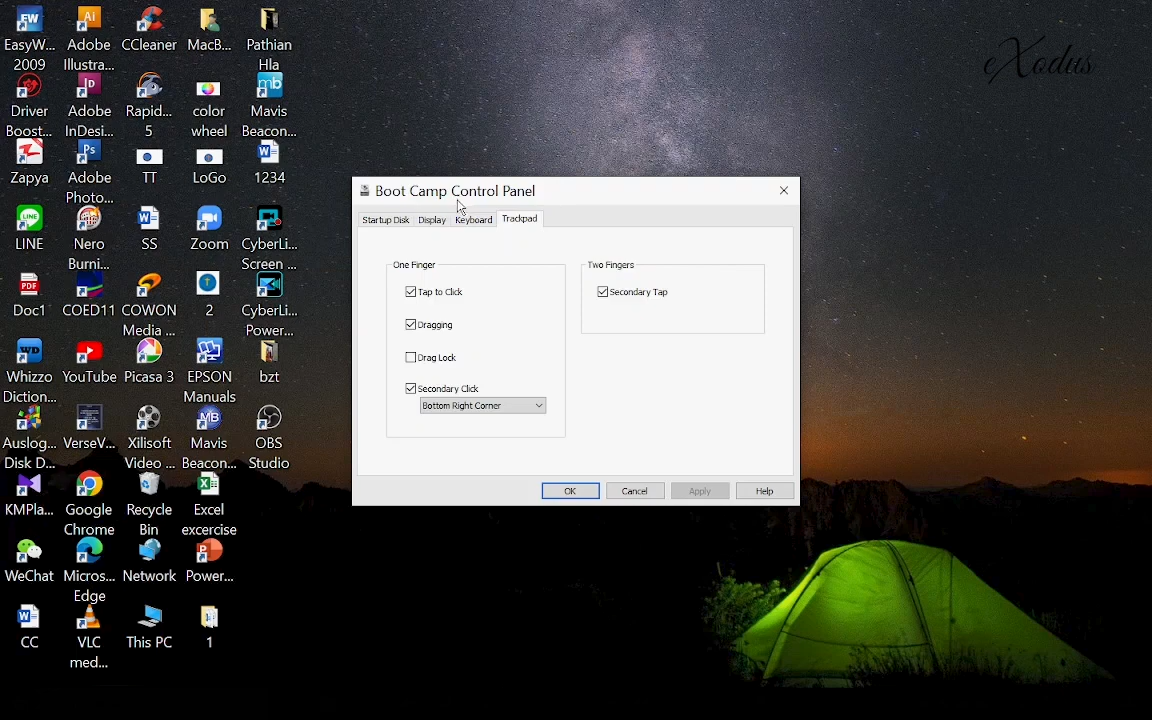 EasyW...
2009
Adobe
Illustra...
CCleaner
MacB...
Pathian
Hla
Driver
Boost...
Adobe
InDesi...
Rapid...
5
color
wheel
Mavis
Beacon...
Zapya
Adobe
Photo...
TT
LoGo
1234
LINE
Nero
Burni...
SS
Zoom
CyberLi...
Screen ...
Doc1
COED11
COWON
Media ...
2
CyberLi...
Power...
Whizzo
Diction...
YouTube
Picasa 3
EPSON
Manuals
bzt
Auslog...
Disk D...
VerseV...
Xilisoft
Video ...
Mavis
Beacon...
OBS
Studio
KMPla...
Google
Chrome
Recycle
Bin
Excel
excercise
WeChat
Micros...
Edge
Network
Power...
CC
VLC
med...
This PC
1
eXodus
Boot Camp Control Panel
Startup Disk Display Keyboard Trackpad
One Finger
Tap to Click
Dragging
Drag Lock
Secondary Click
Bottom Right Corner
Two Fingers
Secondary Tap
OK Cancel Apply Help